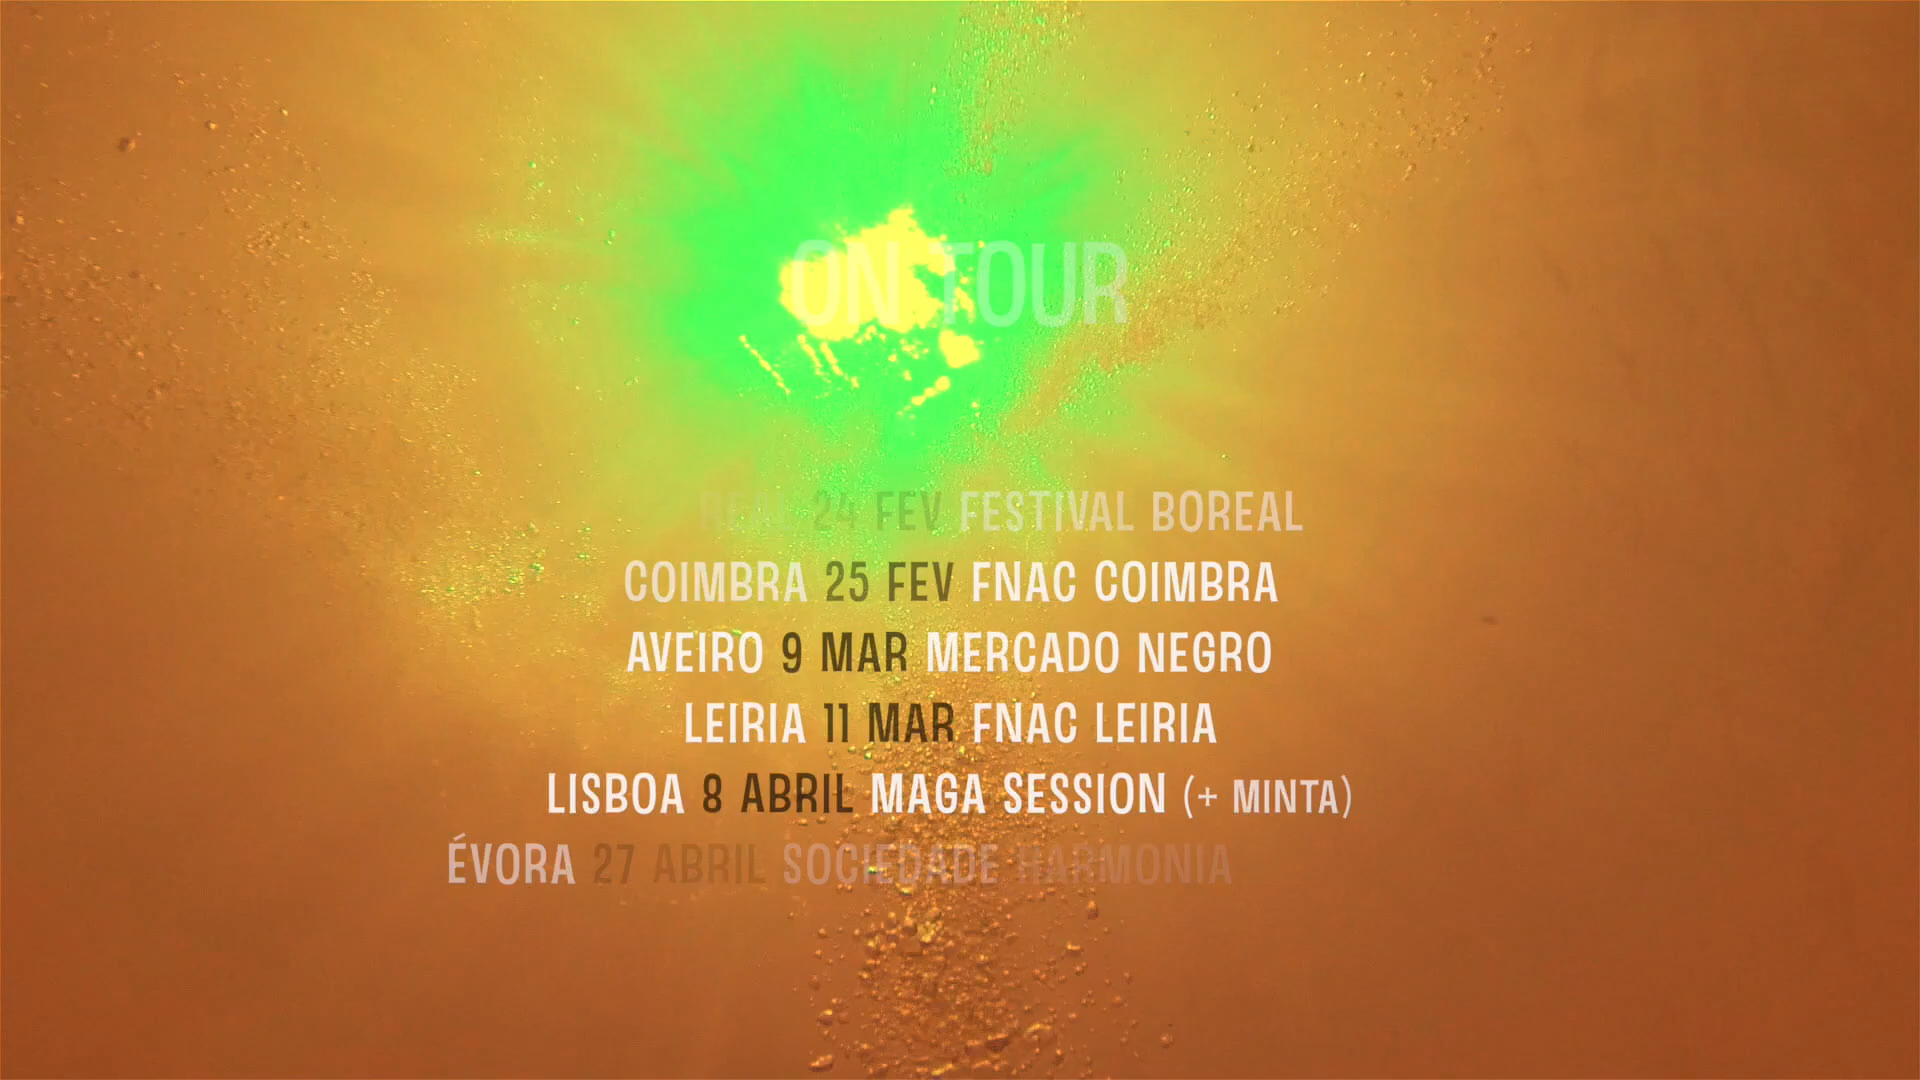 ON TOUR
REAL 24 FEV FESTIVAL BOREAL
COIMBRA 25 FEV FNAC COIMBRA
AVEIRO 9 MAR MERCADO NEGRO
LEIRIA 11 MAR FNAC LEIRIA
LISBOA 8 ABRIL MAGA SESSION (+ MINTA)
ÉVORA 27 ABRIL SOCIEDADE HARMONIA